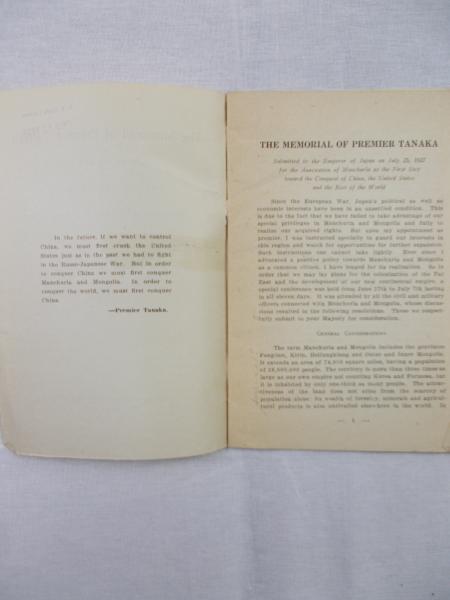 In the future, if we want to control
China, we must first crush the United
States just as in the past we had to fight
in the Russo-Japanese War. But in order
to conquer China we must first conquer
Manchuria and Mongolia. In order to
conquer the world, we must first conquer
China.
—Premier Tanaka.
THE MEMORIAL OF PREMIER TANAKA
Submitted to the Emperor of Japan on July 25, 1927
for the Annexation of Manchuria as the First Step
toward the Conquest of China, the United States
and the Rest of the World
Since the European War, Japan's political as well as
economic interests have been in an unsettled condition. This
is due to the fact that we have failed to take advantage of our
special privileges in Manchuria and Mongolia and fully to
realize our acquired rights. But upon my appointment as
premier, I was instructed specially to guard our interests in
this region and watch for opportunities for further expansion.
Such instructions one cannot take lightly. Ever since I
advocated a positive policy towards Manchuria and Mongolia
as a common citizen, I have longed for its realization. So in
order that we may lay plans for the colonization of the Far
East and the development of our new continental empire, a
special conference was held from June 27th to July 7th lasting
in all eleven days. It was attended by all the civil and military
officers connected with Manchuria and Mongolia, whose discus-
sions resulted in the following resolutions. These we respect-
fully submit to your Majesty for consideration.
GENERAL CONSIDERATIONS
The term Manchuria and Mongolia includes the provinces
Fengtien, Kirin, Heilungkiang and Outer and Inner Mongolia.
It extends an area of 74,000 square miles, having a population
of 28,000,000 people. The territory is more than three times as
large as our own empire not counting Korea and Formosa, but
it is inhabited by only one-third as many people. The attrac-
tiveness of the land does not arise from the scarcity of
population alone: its wealth of forestry, minerals and agricul-
tural products is also unrivalled elsewhere in the world. In